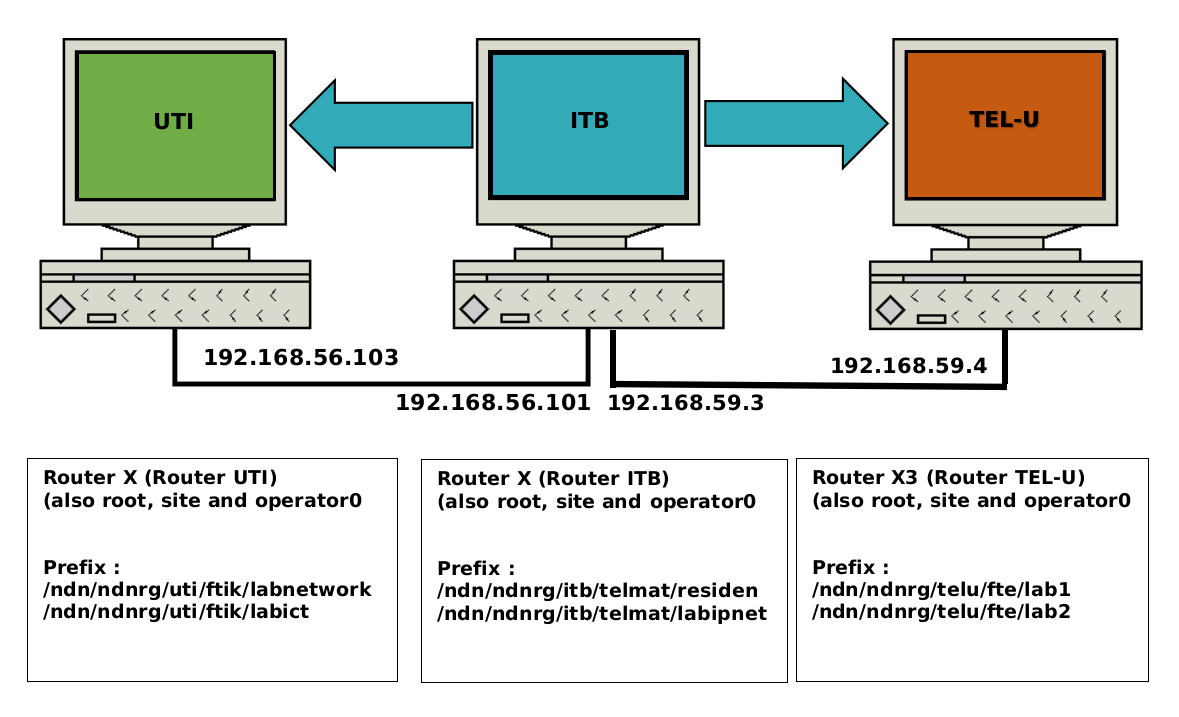 UTI
ITB
TEL-U
192.168.56.103
192.168.59.4
192.168.56.101
192.168.59.3
Router X (Router UTI)
(also root, site and operator0
Prefix :
/ndn/ndnrg/uti/ftik/labnetwork
/ndn/ndnrg/uti/ftik/labict
Router X (Router ITB)
(also root, site and operator0
Prefix :
/ndn/ndnrg/itb/telmat/residen
/ndn/ndnrg/itb/telmat/labipnet
Router X3 (Router TEL-U)
(also root, site and operator0
Prefix :
/ndn/ndnrg/telu/fte/lab1
/ndn/ndnrg/telu/fte/lab2